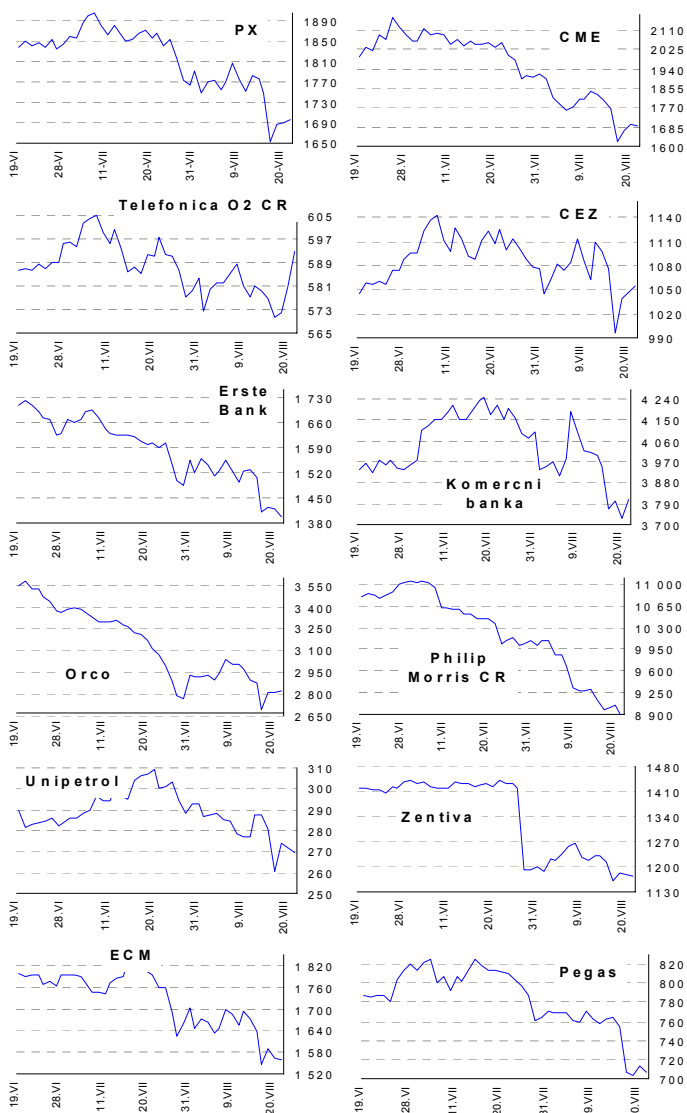 PX
1890
1850
1810
1770
1730
1690
1650
19-VI
28-VI
11-VII
20-VII
31-VII
9-VIII
20-VIII
CME
2110
2025
1940
1855
1770
1685
1600
19.VI
28.VI
11.VII
20.VII
31.VII
9.VIII
20.VIII
Telefonica O2 CR
605
597
589
581
573
565
19.VI
28.VI
11.VII
20.VII
31.VII
9.VIII
20.VIII
CEZ
1140
1110
1080
1050
1020
990
19.VI
28.VI
11.VII
20.VII
31.VII
9.VIII
20.VIII
Erste
Bank
1730
1660
1590
1520
1450
1380
19.VI
28.VI
11.VII
20.VII
31.VII
9.VIII
20.VIII
Komercni
banka
4 240
4 150
4 060
3 970
3 880
3 790
3 700
19.VI
28.VI
11.VII
20.VII
31.VII
9.VIII
20.VIII
Orco
3 550
3 400
3 250
3 100
2 950
2 800
2 650
19.VI
28.VI
11.VII
20.VII
31.VII
9.VIII
20.VIII
Philip
Morris CR
11 000
10 650
10 300
9 950
9 600
9 250
8 900
19.VI
28.VI
11.VII
20.VII
31.VII
9.VIII
20.VIII
Unipetrol
310
300
290
280
270
260
250
19.VI
28.VI
11.VII
20.VII
31.VII
9.VIII
20.VIII
Zentiva
1480
1410
1340
1270
1200
1130
19.VI
28.VI
11.VII
20.VII
31.VII
9.VIII
20.VIII
ECM
1 820
1 760
1 700
1 640
1 580
1 520
19.VI
28.VI
11.VII
20.VII
31.VII
9.VIII
20.VIII
Pegas
820
800
780
760
740
720
700
19.VI
28.VI
11.VII
20.VII
31.VII
9.VIII
0.VIII